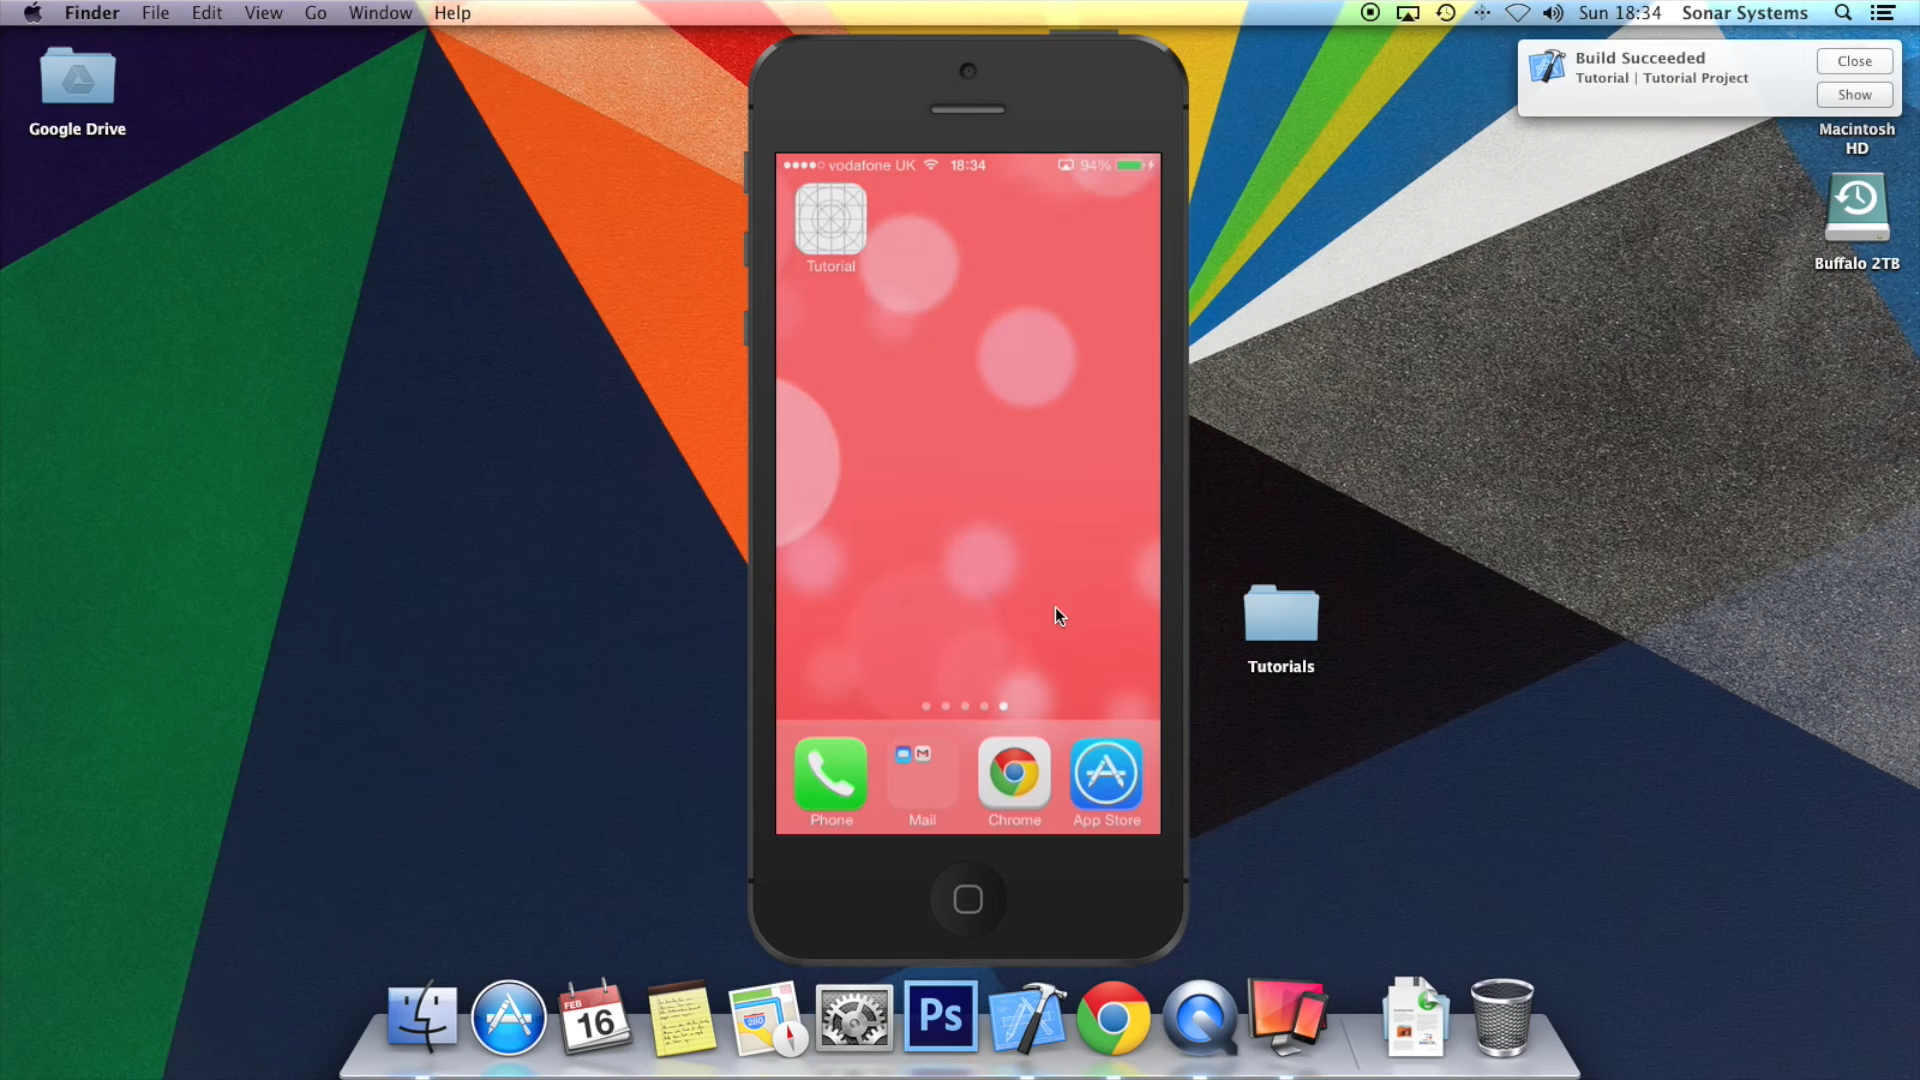 Finder File Edit View Go Window Help
Sun 18:34 Sonar Systems
Google Drive
Build Succeeded
Tutorial | Tutorial Project
Close
Show
Macintosh
HD
Buffalo 2TB
vodafone UK 18:34 94%
Tutorial
Tutorials
Phone Mail Chrome App Store
FEB
16
280
Ps